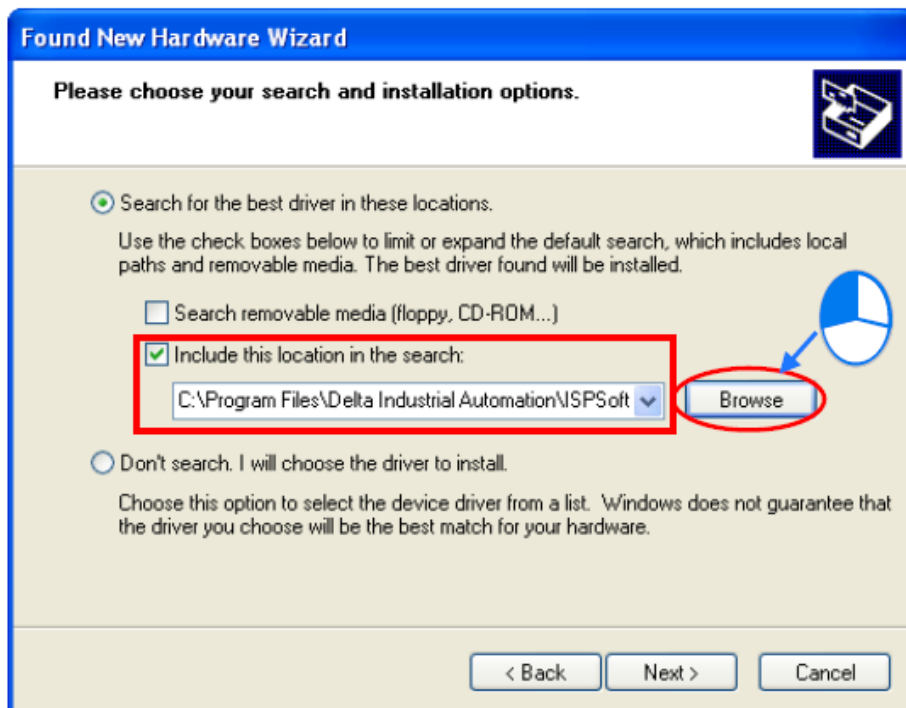 Found New Hardware Wizard
Please choose your search and installation options.
Search for the best driver in these locations.
Use the check boxes below to limit or expand the default search, which includes local
paths and removable media. The best driver found will be installed.
Search removable media (floppy, CD-ROM...)
Include this location in the search:
C:\Program Files\Delta Industrial Automation\ISPSoft
Browse
Don't search. I will choose the driver to install.
Choose this option to select the device driver from a list. Windows does not guarantee that
the driver you choose will be the best match for your hardware.
< Back
Next >
Cancel